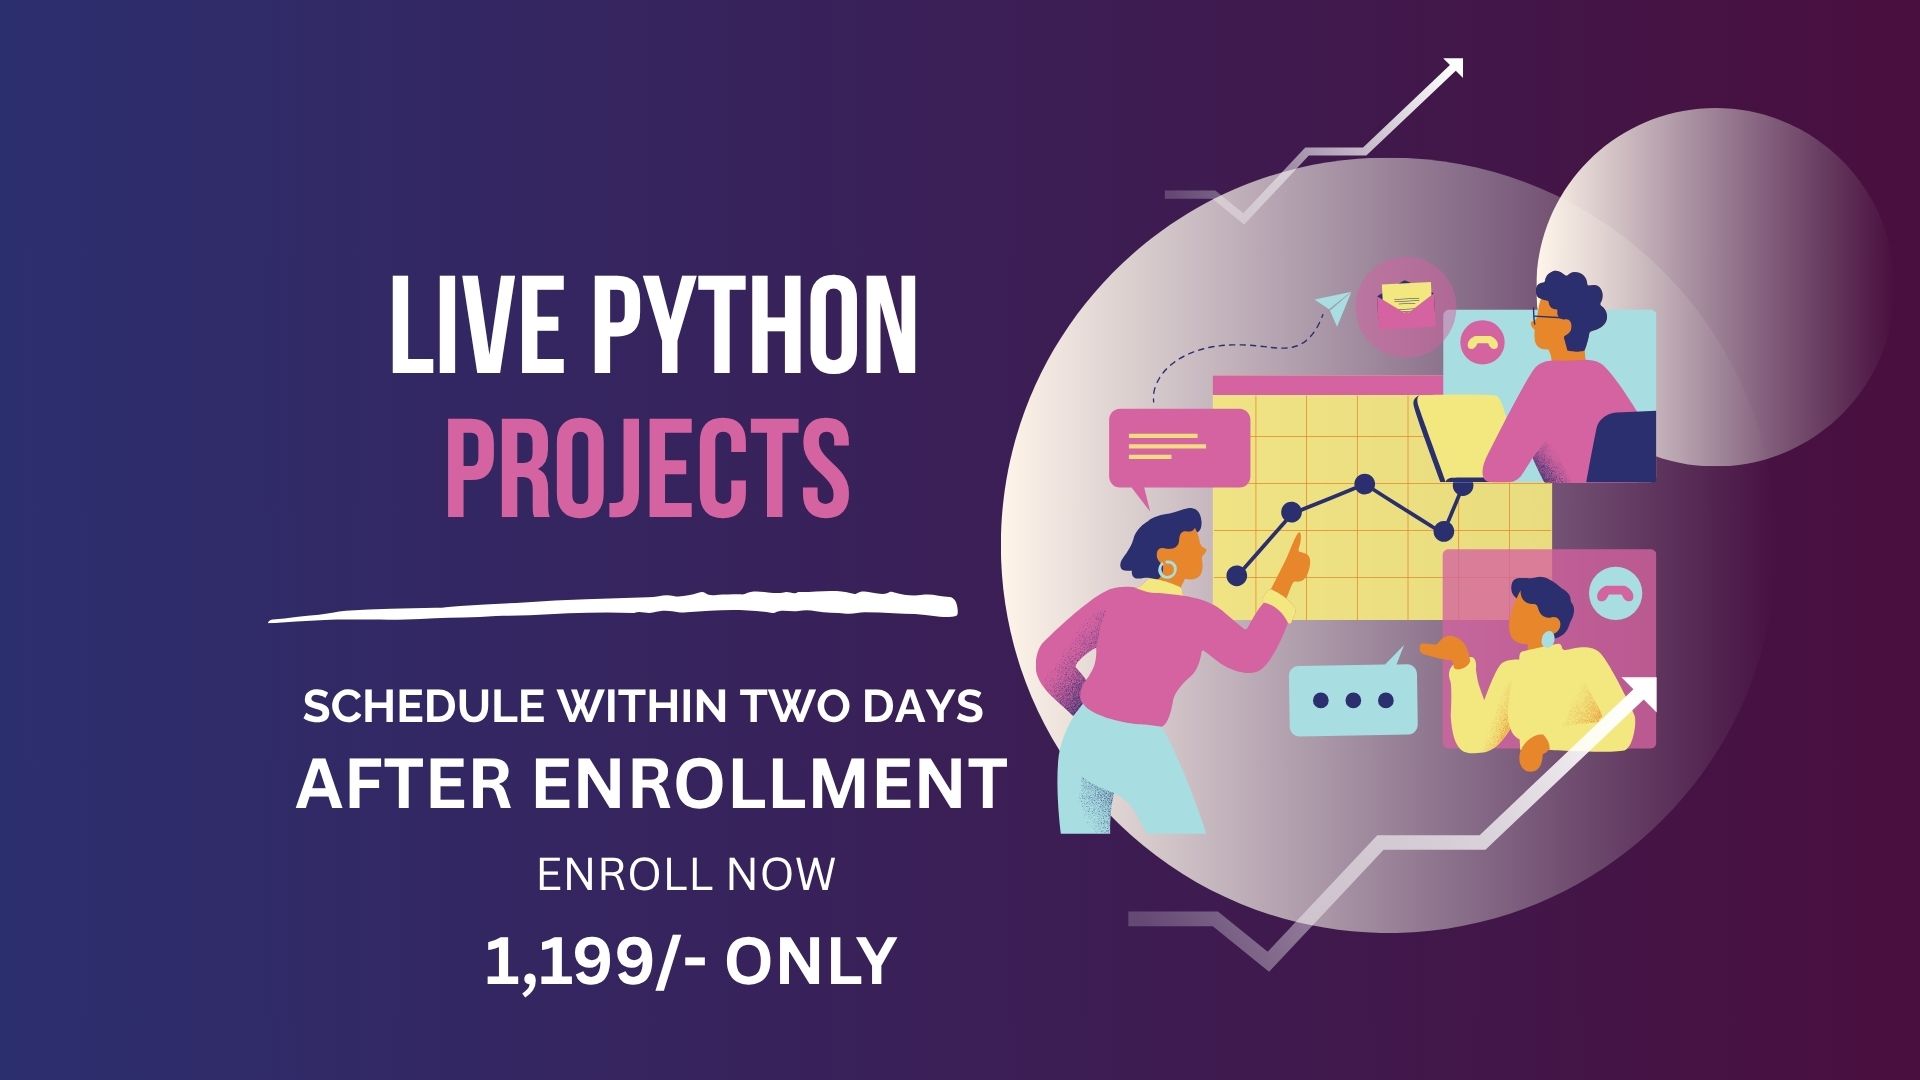 LIVE PYTHON
PROJECTS
SCHEDULE WITHIN TWO DAYS
AFTER ENROLLMENT
ENROLL NOW
1,199/- ONLY